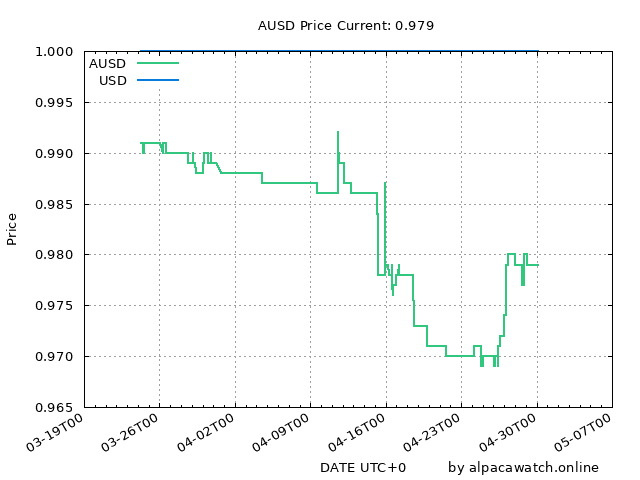 AUSD Price Current: 0.979
1.000
AUSD
USD
0.995
0.990
0.985
Price
0.980
0.975
0.970
0.965
03-19T00 03-26T00 04-02T00 04-09T00 04-16T00 04-23T00 04-30T00 05-07T00
DATE UTC+0 by alpacawatch.online